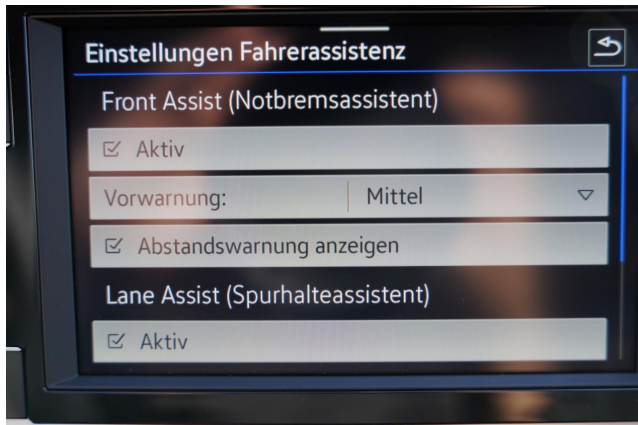 Einstellungen Fahrerassistenz
Front Assist (Notbremsassistent)
Aktiv
Vorwarnung: Mittel
Abstandswarnung anzeigen
Lane Assist (Spurhalteassistent)
Aktiv